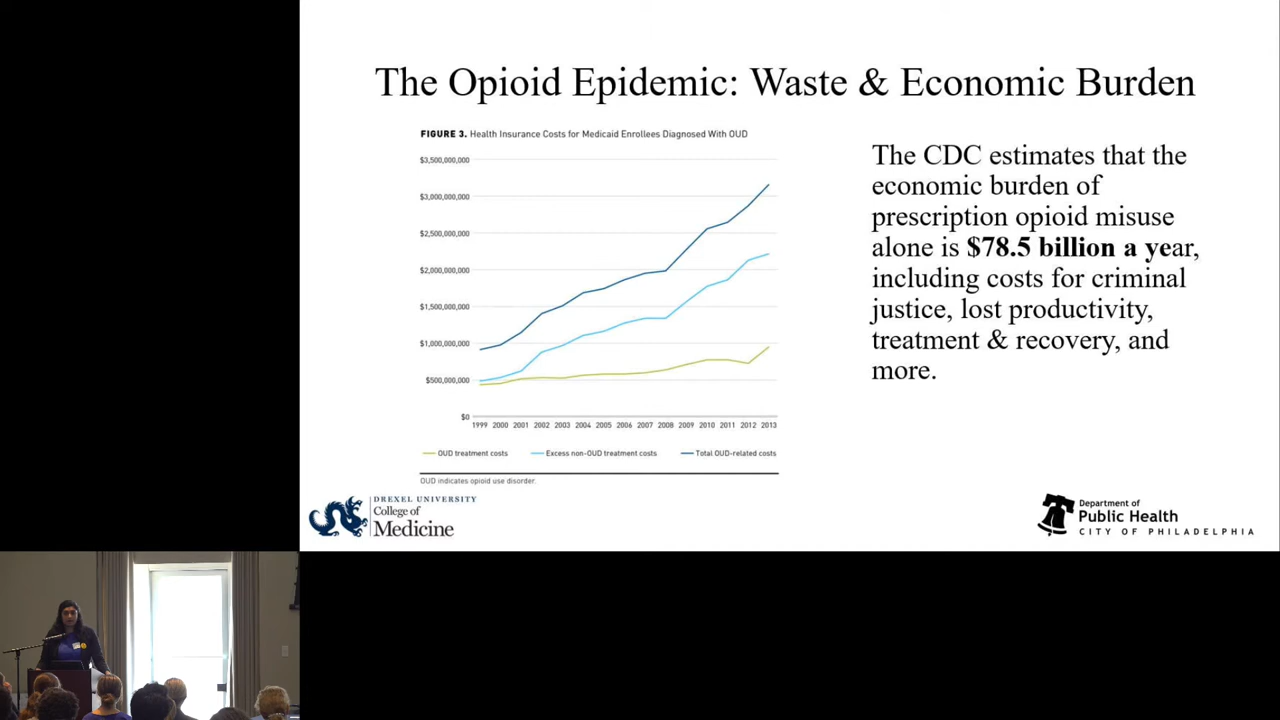 The Opioid Epidemic: Waste & Economic Burden
FIGURE 3. Health Insurance Costs for Medicaid Enrollees Diagnosed With OUD
$3,500,000,000
$3,000,000,000
$2,500,000,000
$2,000,000,000
$1,500,000,000
$1,000,000,000
$500,000,000
$0
1999 2000 2001 2002 2003 2004 2005 2006 2007 2008 2009 2010 2011 2012 2013
OUD treatment costs Excess non-OUD treatment costs Total OUD-related costs
OUD indicates opioid use disorder.
The CDC estimates that the
economic burden of
prescription opioid misuse
alone is $78.5 billion a year,
including costs for criminal
justice, lost productivity,
treatment & recovery, and
more.
DREXEL UNIVERSITY
College of
Medicine
Department of
Public Health
CITY OF PHILADELPHIA